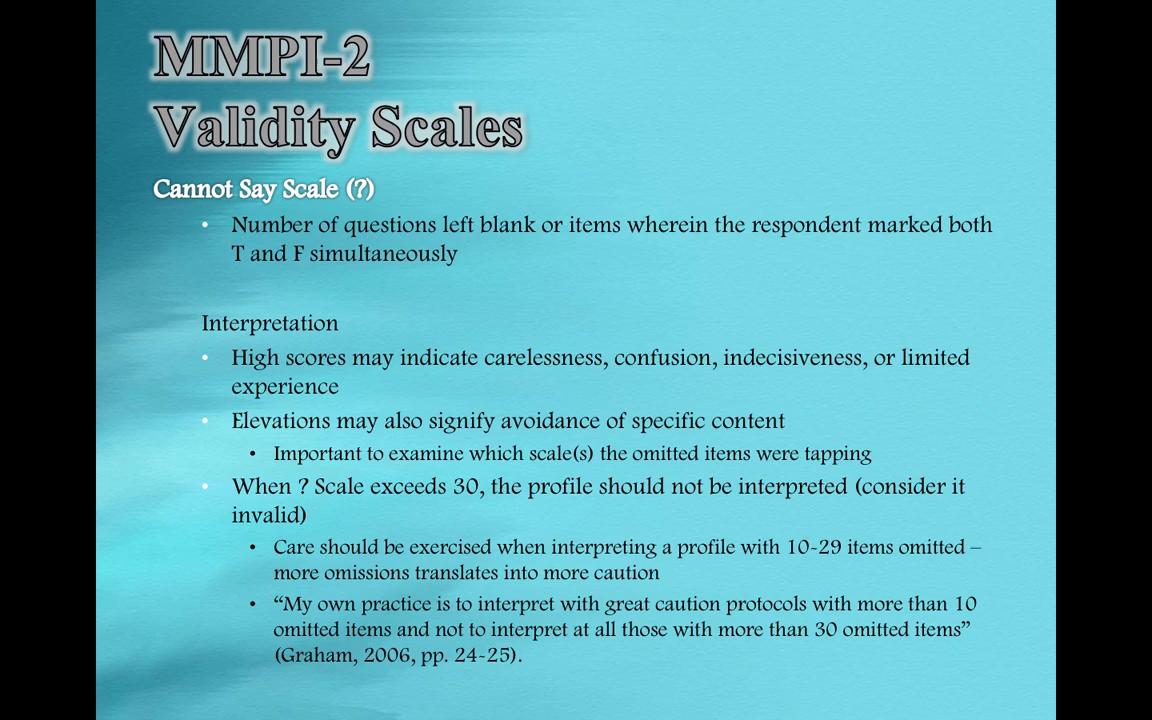 MMPI-2
Validity Scales
Cannot Say Scale (?)
• Number of questions left blank or items wherein the respondent marked both
T and F simultaneously
Interpretation
• High scores may indicate carelessness, confusion, indecisiveness, or limited
experience
• Elevations may also signify avoidance of specific content
• Important to examine which scale(s) the omitted items were tapping
• When ? Scale exceeds 30, the profile should not be interpreted (consider it
invalid)
• Care should be exercised when interpreting a profile with 10-29 items omitted –
more omissions translates into more caution
• “My own practice is to interpret with great caution protocols with more than 10
omitted items and not to interpret at all those with more than 30 omitted items”
(Graham, 2006, pp. 24-25).